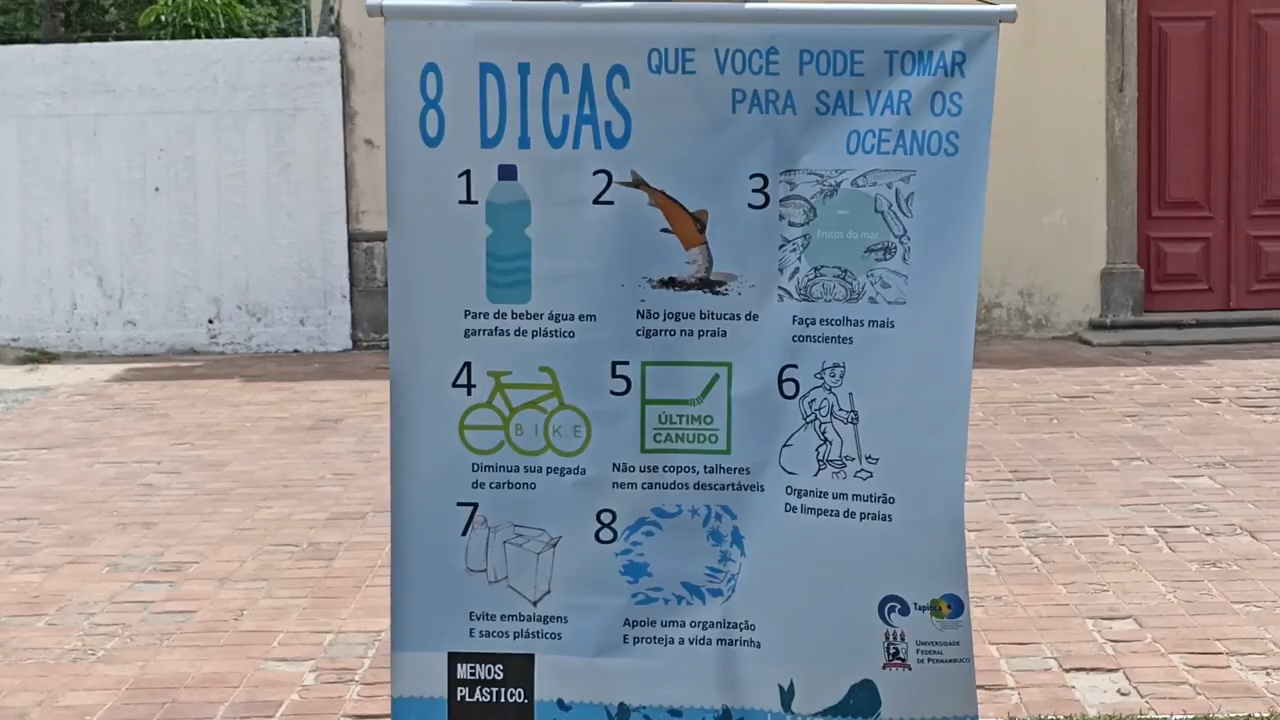 8 DICAS
QUE VOCÊ PODE TOMAR
PARA SALVAR OS
OCEANOS
1
Pare de beber água em
garrafas de plástico
2
Não jogue bitucas de
cigarro na praia
3
Frutos do mar
Faça escolhas mais
conscientes
4
eBIKE
Diminua sua pegada
de carbono
5
ÚLTIMO
CANUDO
Não use copos, talheres
nem canudos descartáveis
6
Organize um mutirão
De limpeza de praias
7
Evite embalagens
E sacos plásticos
8
Apoie uma organização
E proteja a vida marinha
Tapioca
UNIVERSIDADE
FEDERAL
DE PERNAMBUCO
MENOS
PLÁSTICO.